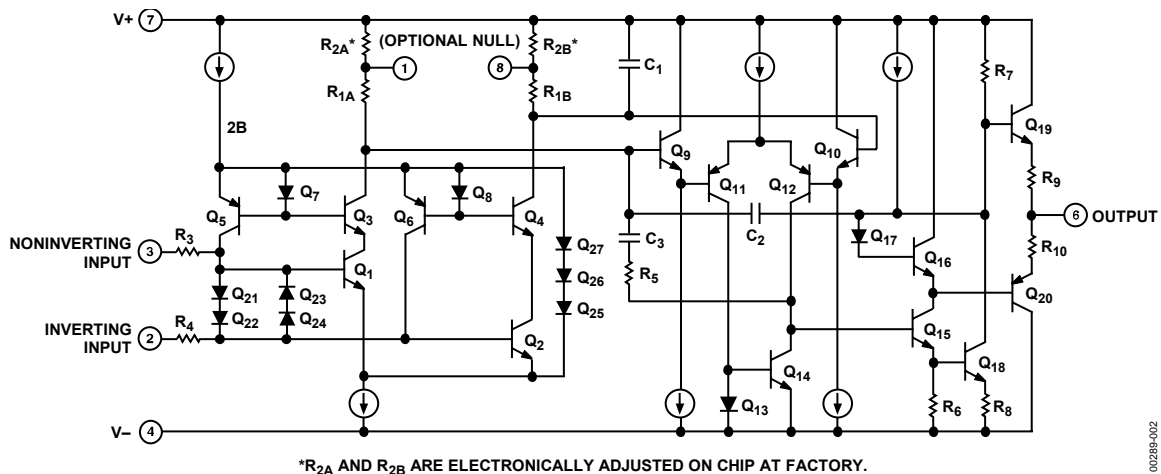 V+ 7
R2A*
(OPTIONAL NULL)
R2B*
1
8
C1
R1A
R1B
R7
2B
Q19
Q9
Q10
Q7
Q8
Q11
Q12
R9
Q5
Q3
Q6
Q4
6 OUTPUT
NONINVERTING
INPUT
3
R3
Q27
C2
Q17
C3
R10
Q1
Q16
Q21
Q23
Q26
R5
Q22
Q24
Q25
Q20
INVERTING
INPUT
2
R4
Q2
Q15
Q18
Q14
Q13
R6
R8
V– 4
*R2A AND R2B ARE ELECTRONICALLY ADJUSTED ON CHIP AT FACTORY.
00289-002